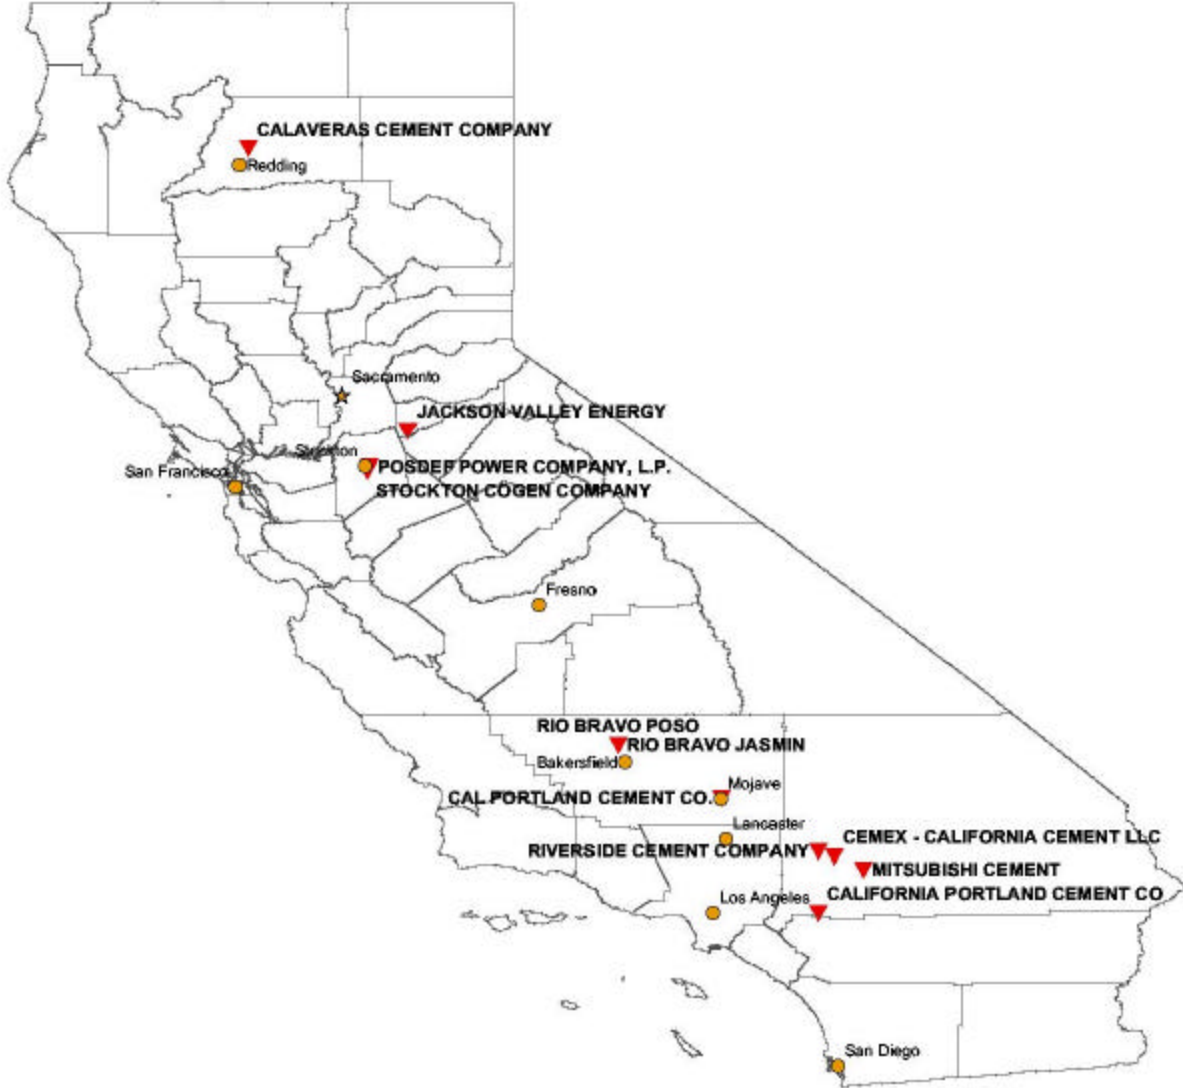 CALAVERAS CEMENT COMPANY
Redding
Sacramento
JACKSON VALLEY ENERGY
Stockton
POSDEF POWER COMPANY, L.P.
San Francisco
STOCKTON COGEN COMPANY
Fresno
RIO BRAVO POSO
RIO BRAVO JASMIN
Bakersfield
Mojave
CAL PORTLAND CEMENT CO.
Lancaster
CEMEX - CALIFORNIA CEMENT LLC
RIVERSIDE CEMENT COMPANY
MITSUBISHI CEMENT
CALIFORNIA PORTLAND CEMENT CO
Los Angeles
San Diego